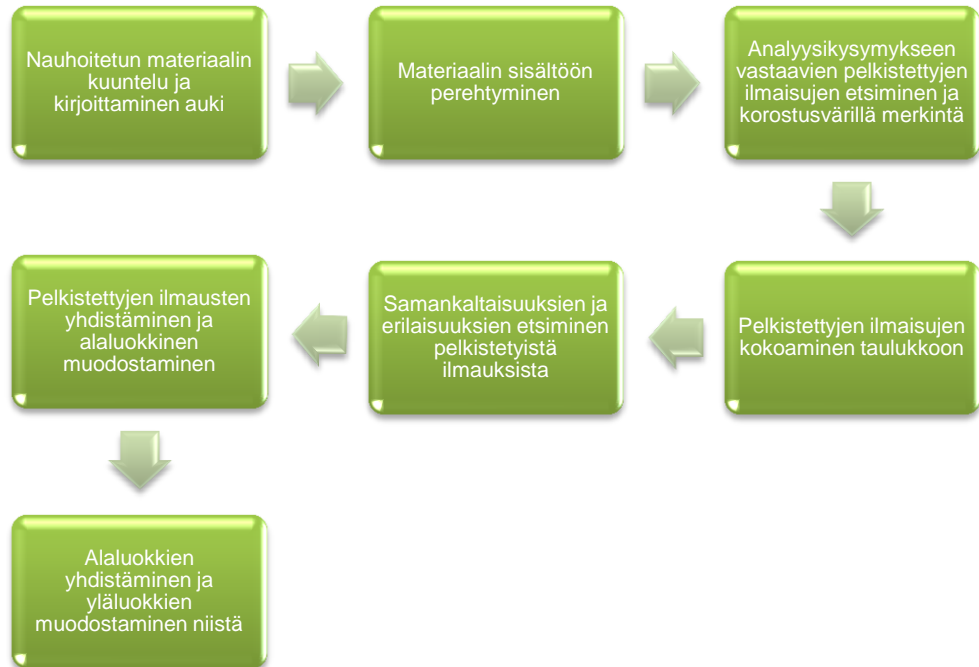 Nauhoitetun materiaalin
kuuntelu ja
kirjoittaminen auki
Materiaalin sisältöön
perehtyminen
Analyysikysymykseen
vastaavien pelkistettyjen
ilmaisujen etsiminen ja
korostusvärillä merkintä
Pelkistettyjen ilmaisujen
kokoaminen taulukkoon
Samankaltaisuuksien ja
erilaisuuksien etsiminen
pelkistetyistä
ilmauksista
Pelkistettyjen ilmausten
yhdistäminen ja
alaluokkinen
muodostaminen
Alaluokkien
yhdistäminen ja
yläluokkien
muodostaminen niistä